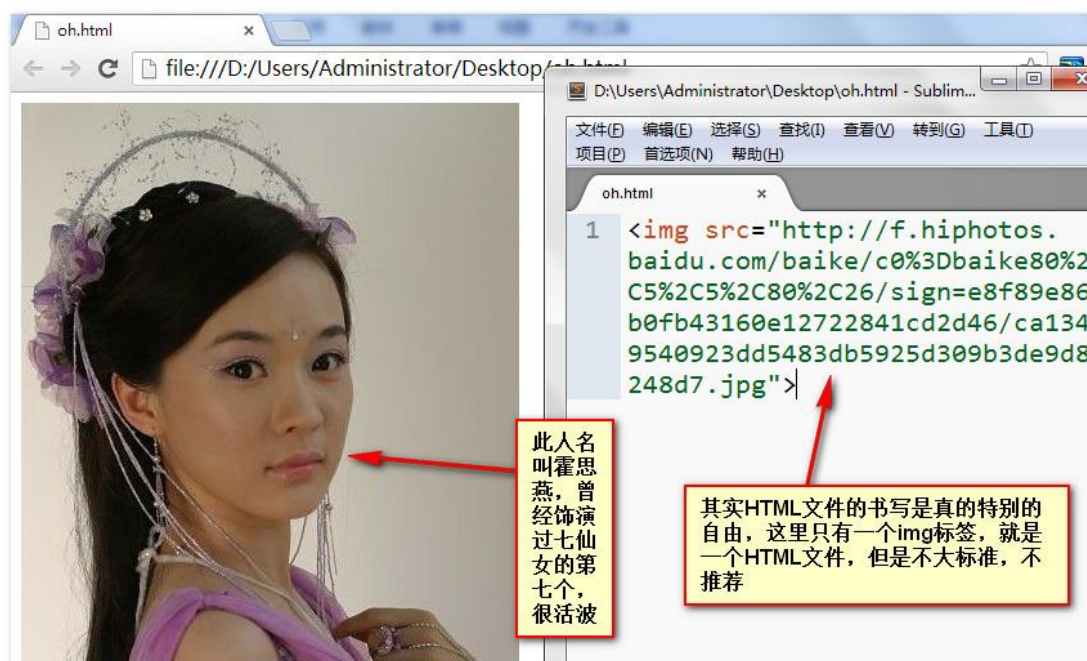 oh.html
file:///D:/Users/Administrator/Desktop/oh.html
D:\Users\Administrator\Desktop\oh.html - Sublim...
文件(F) 编辑(E) 选择(S) 查找(I) 查看(V) 转到(G) 工具(T)
项目(P) 首选项(N) 帮助(H)
oh.html
1 <img src="http://f.hiphotos.
baidu.com/baike/c0%3Dbaike80%2
C5%2C5%2C80%2C26/sign=e8f89e86
b0fb43160e12722841cd2d46/ca134
9540923dd5483db5925d309b3de9d8
248d7.jpg">
此人名
叫霍思
燕，曾
经饰演
过七仙
女的第
七个，
很活波
其实HTML文件的书写是真的特别的
自由，这里只有一个img标签，就是
一个HTML文件，但是不大标准，不
推荐